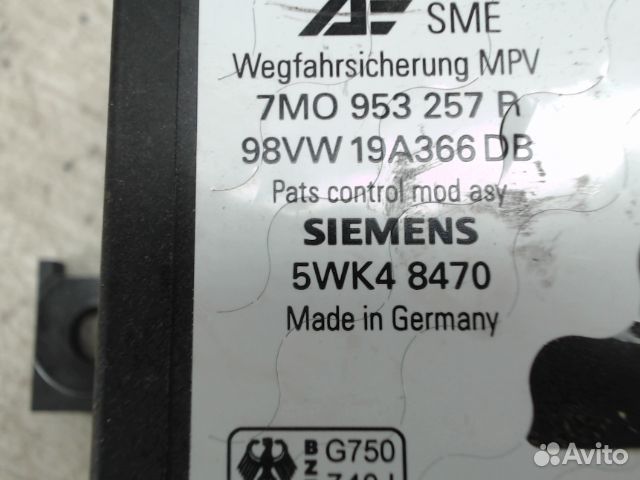 SME
Wegfahrsicherung MPV
7M0 953 257 R
98VW 19A366 DB
Pats control mod asy
SIEMENS
5WK4 8470
Made in Germany
B G750
Z
Avito